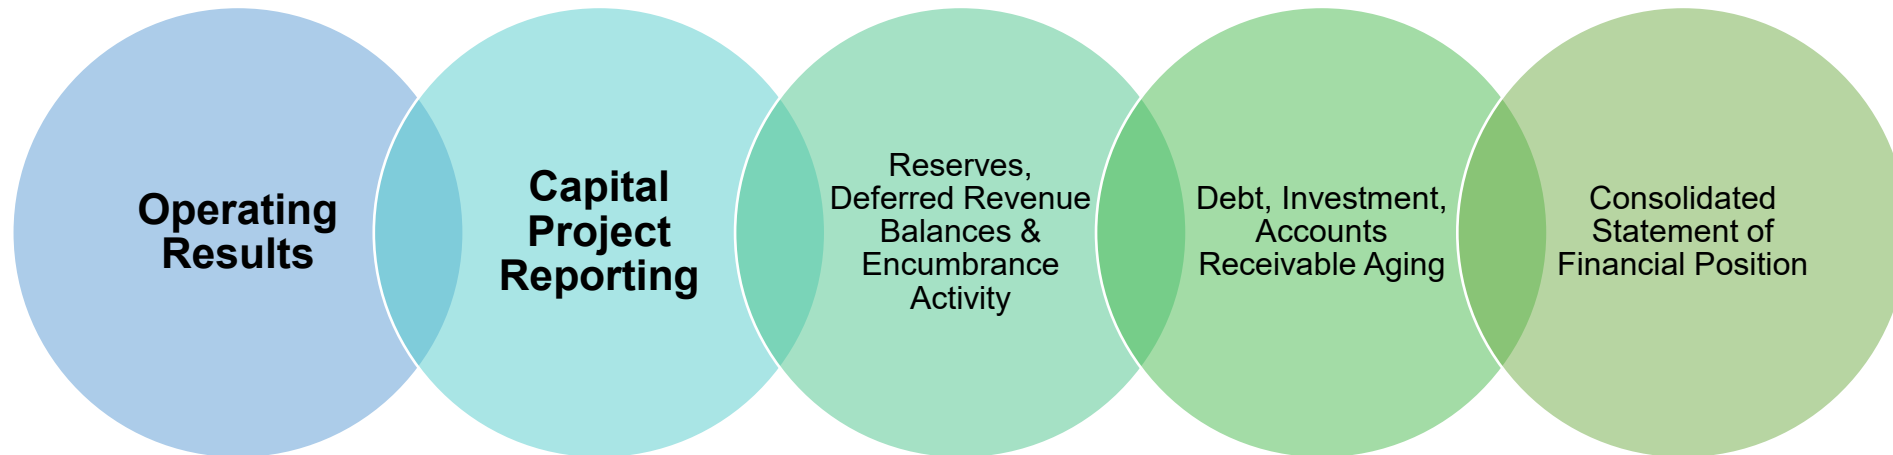 Operating
Results
Capital
Project
Reporting
Reserves,
Deferred Revenue
Balances &
Encumbrance
Activity
Debt, Investment,
Accounts
Receivable Aging
Consolidated
Statement of
Financial Position